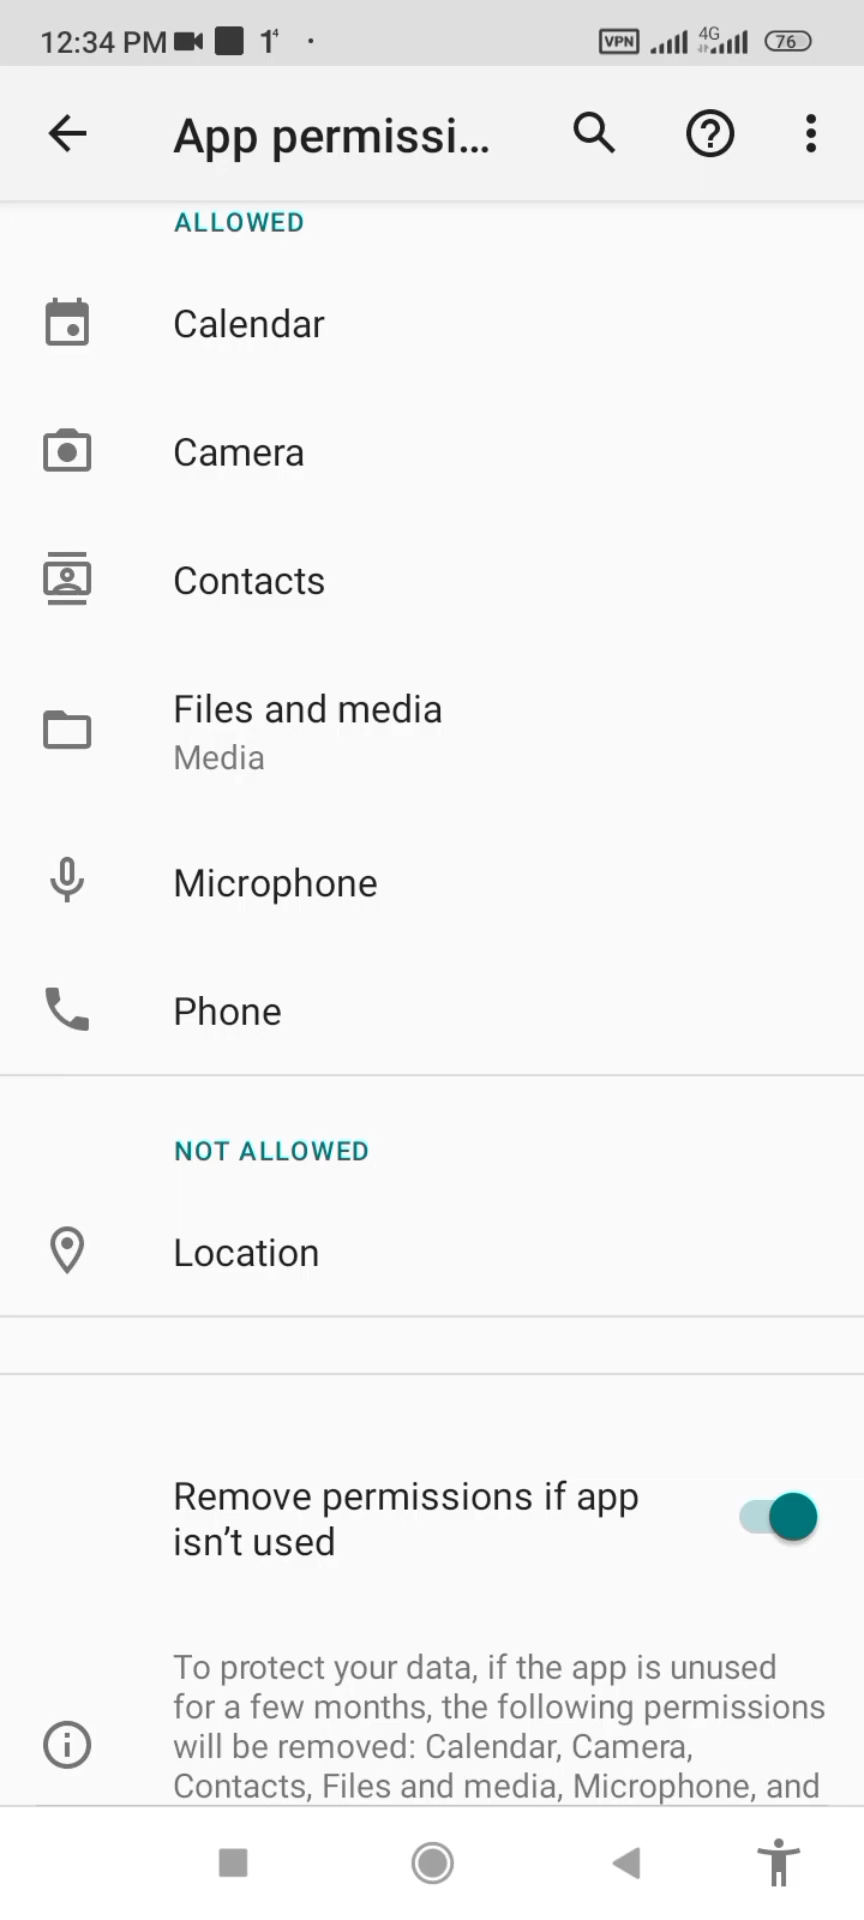 12:34 PM 1⁴ · VPN 4G 76
App permissi...
ALLOWED
Calendar
Camera
Contacts
Files and media
Media
Microphone
Phone
NOT ALLOWED
Location
Remove permissions if app
isn’t used
To protect your data, if the app is unused
for a few months, the following permissions
will be removed: Calendar, Camera,
Contacts, Files and media, Microphone, and